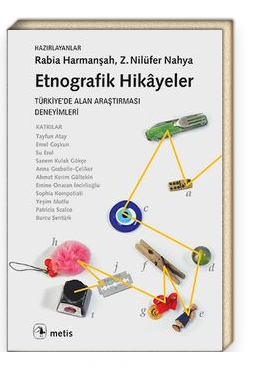 HAZIRLAYANLAR
Rabia Harmanşah, Z. Nilüfer Nahya
Etnografik Hikâyeler
TÜRKİYE'DE ALAN ARAŞTIRMASI
DENEYİMLERİ
KATKILAR
Tayfun Atay
Emel Coşkun
Su Erol
Sanem Kulak Gökçe
Anna Grabolle-Çeliker
Ahmet Kerim Gültekin
Emine Onaran İncirlioğlu
Sophia Kompotiati
Yeşim Mutlu
Patricia Scalco
Burcu Şentürk
a
c
d
h
j
f
i
g
e
metis